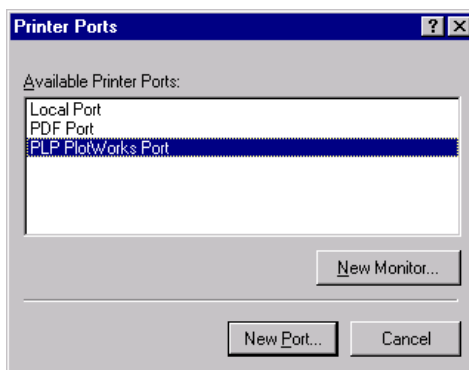 Printer Ports
Available Printer Ports:
Local Port
PDF Port
PLP PlotWorks Port
New Monitor...
New Port...
Cancel